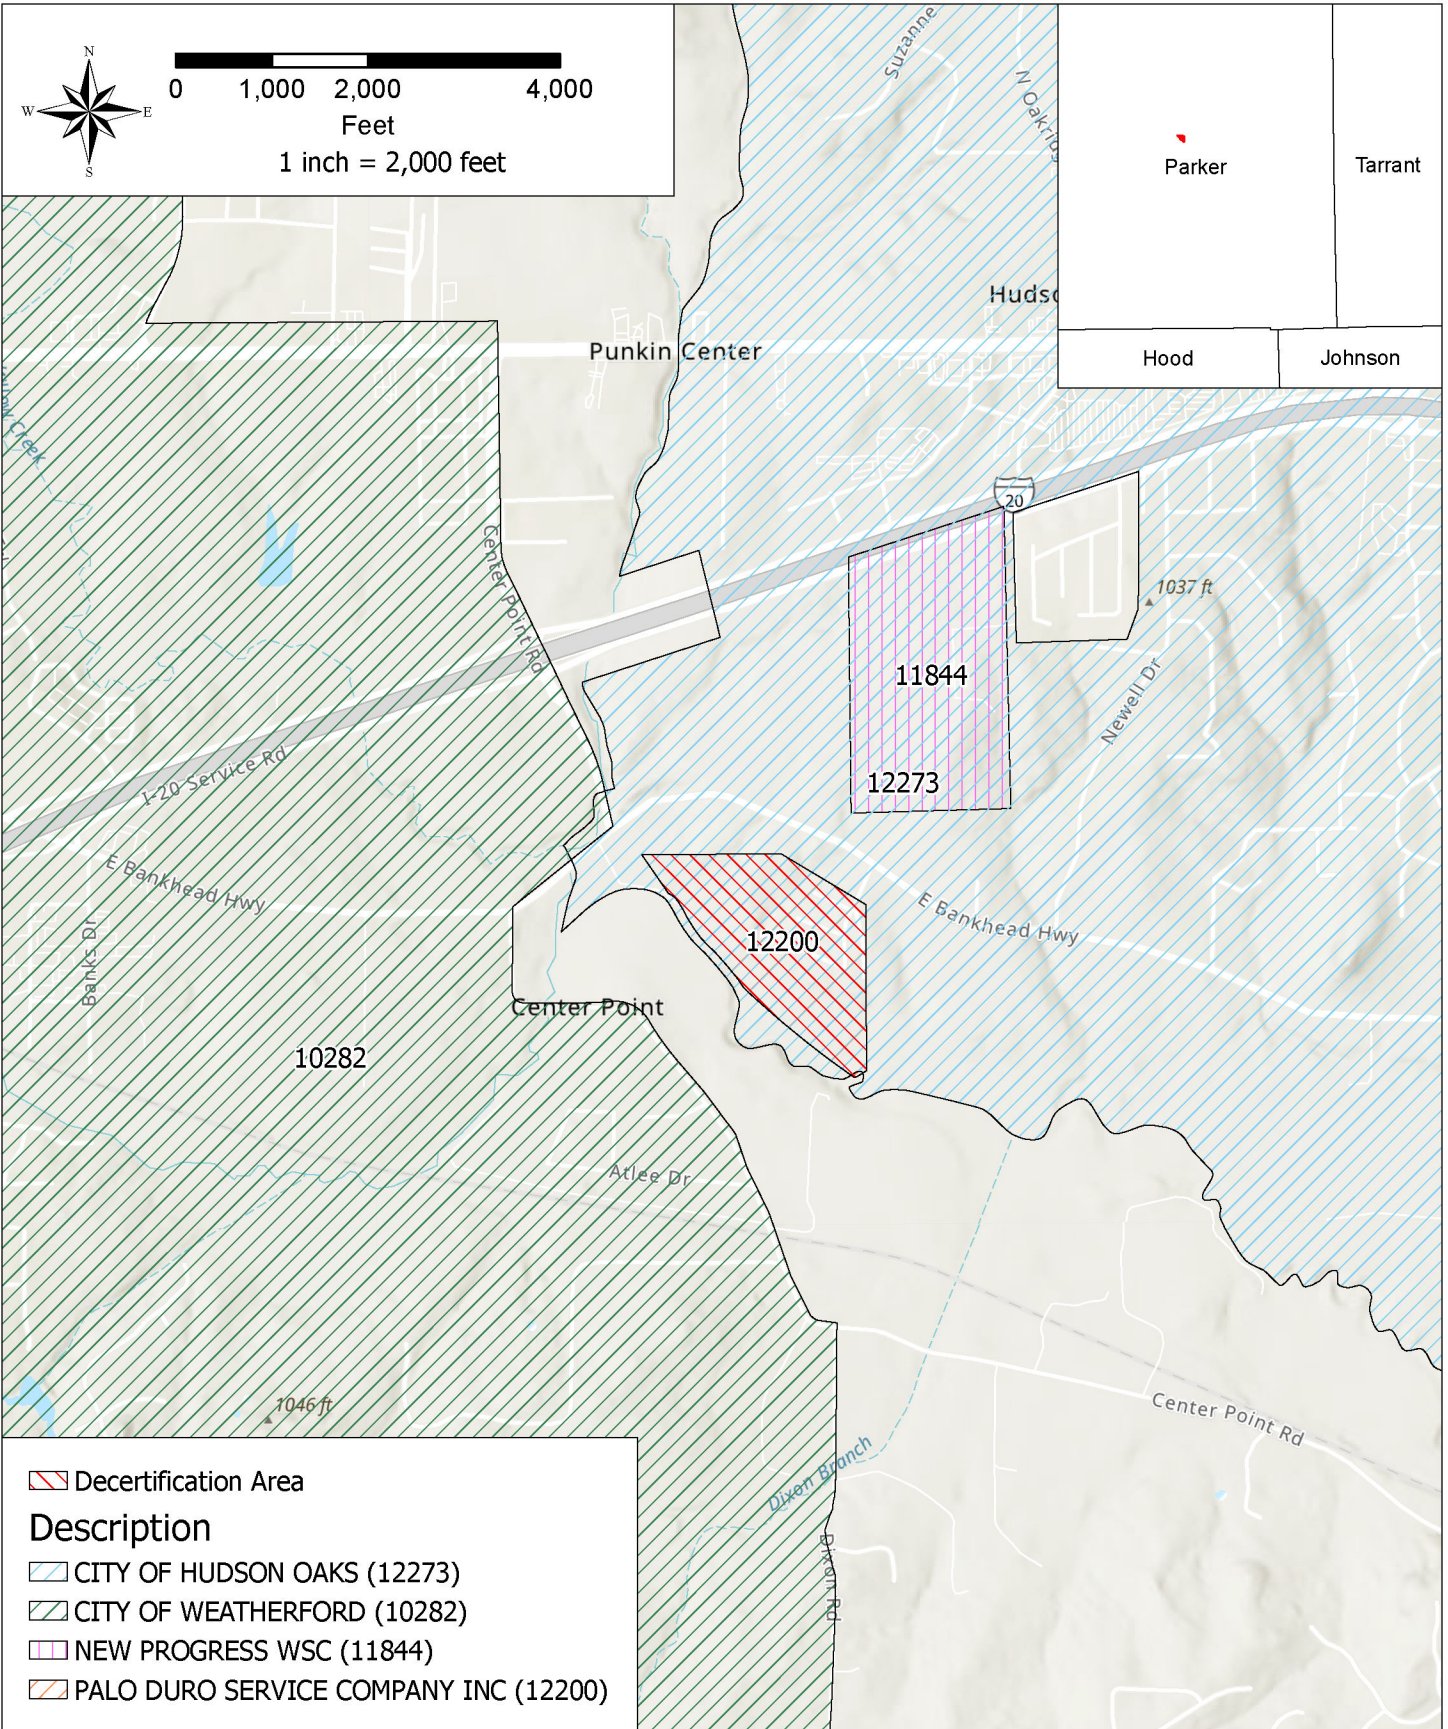 N
W
E
S
0
1,000
2,000
4,000
Feet
1 inch = 2,000 feet
Suzanne
Parker
Tarrant
Hood
Johnson
Punkin Center
Creek
Center Point Rd
20
1037 ft
11844
Newell Dr
12273
I-20 Service Rd
E Bankhead Hwy
E Bankhead Hwy
Banks Dr
12200
Center Point
10282
Atlee Dr
1046 ft
Center Point Rd
Dixon Branch
Dixon Rd
Decertification Area
Description
CITY OF HUDSON OAKS (12273)
CITY OF WEATHERFORD (10282)
NEW PROGRESS WSC (11844)
PALO DURO SERVICE COMPANY INC (12200)